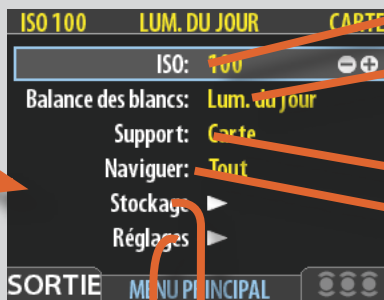 ISO 100 LUM. DU JOUR CARTE
ISO: 100
Balance des blancs: Lum. du jour
Support: Carte
Naviguer: Tout
Stockage
Réglages
SORTIE MENU PRINCIPAL